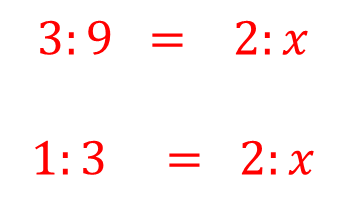 3: 9 = 2: x
1: 3 = 2: x